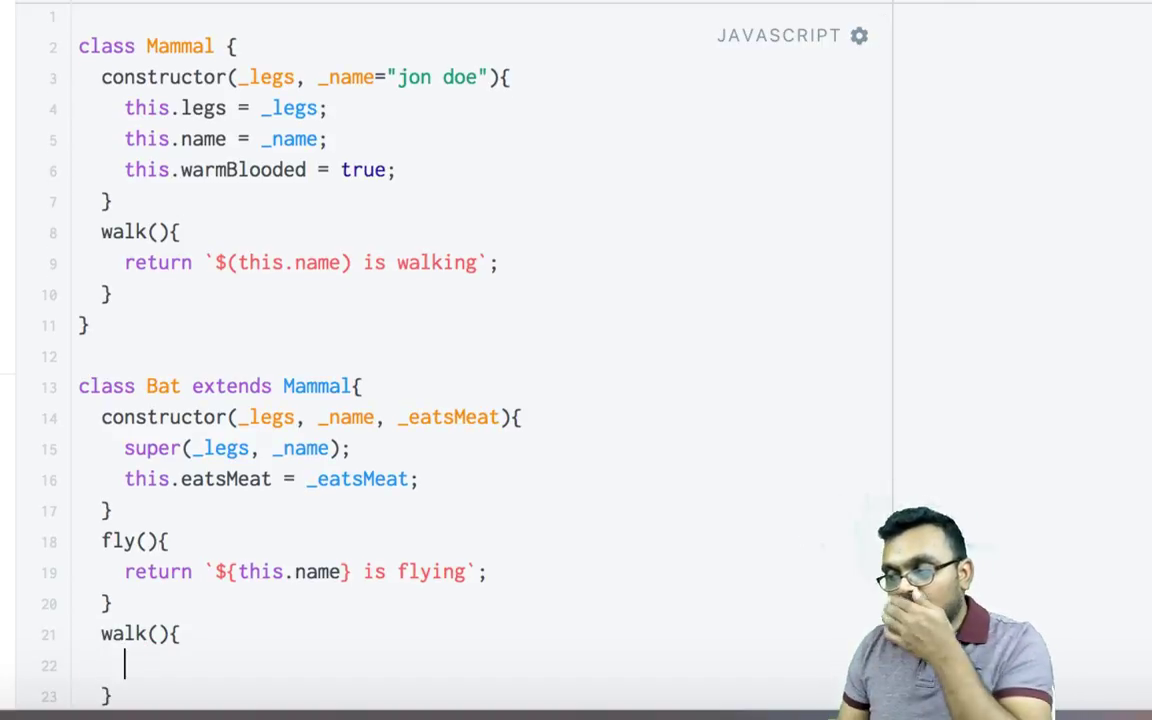 JAVASCRIPT
1
2 class Mammal {
3 constructor(_legs, _name="jon doe"){
4 this.legs = _legs;
5 this.name = _name;
6 this.warmBlooded = true;
7 }
8 walk(){
9 return `$(this.name) is walking`;
10 }
11 }
12
13 class Bat extends Mammal{
14 constructor(_legs, _name, _eatsMeat){
15 super(_legs, _name);
16 this.eatsMeat = _eatsMeat;
17 }
18 fly(){
19 return `${this.name} is flying`;
20 }
21 walk(){
22
23 }